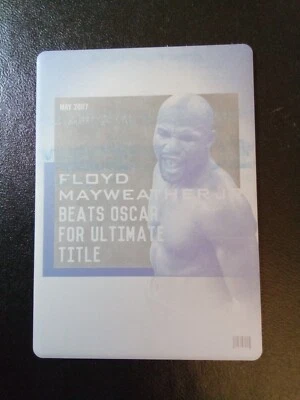 MAY 2007
FLOYD
MAYWEATHER JR
BEATS OSCAR
FOR ULTIMATE
TITLE